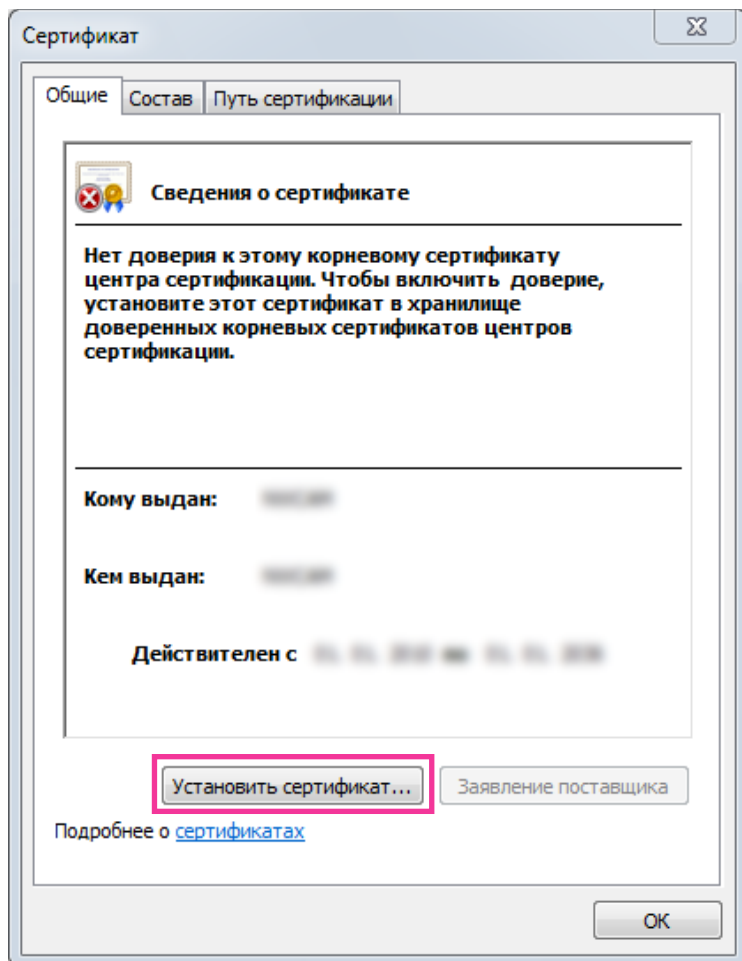 Сертификат
Общие Состав Путь сертификации
Сведения о сертификате
Нет доверия к этому корневому сертификату
центра сертификации. Чтобы включить доверие,
установите этот сертификат в хранилище
доверенных корневых сертификатов центров
сертификации.
Кому выдан:
Кем выдан:
Действителен с
Установить сертификат... Заявление поставщика
Подробнее о сертификатах
ОК